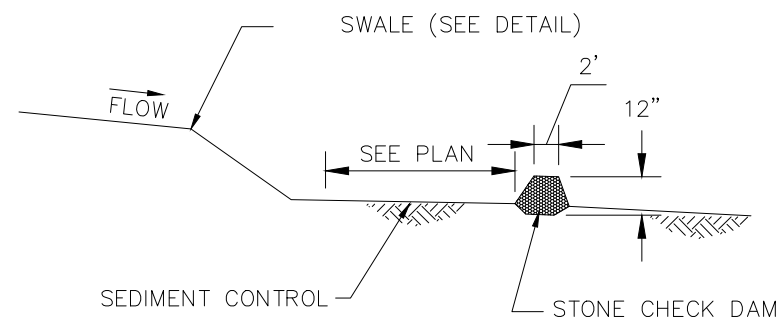 SWALE (SEE DETAIL)
2'
FLOW
12"
SEE PLAN
SEDIMENT CONTROL
STONE CHECK DAM